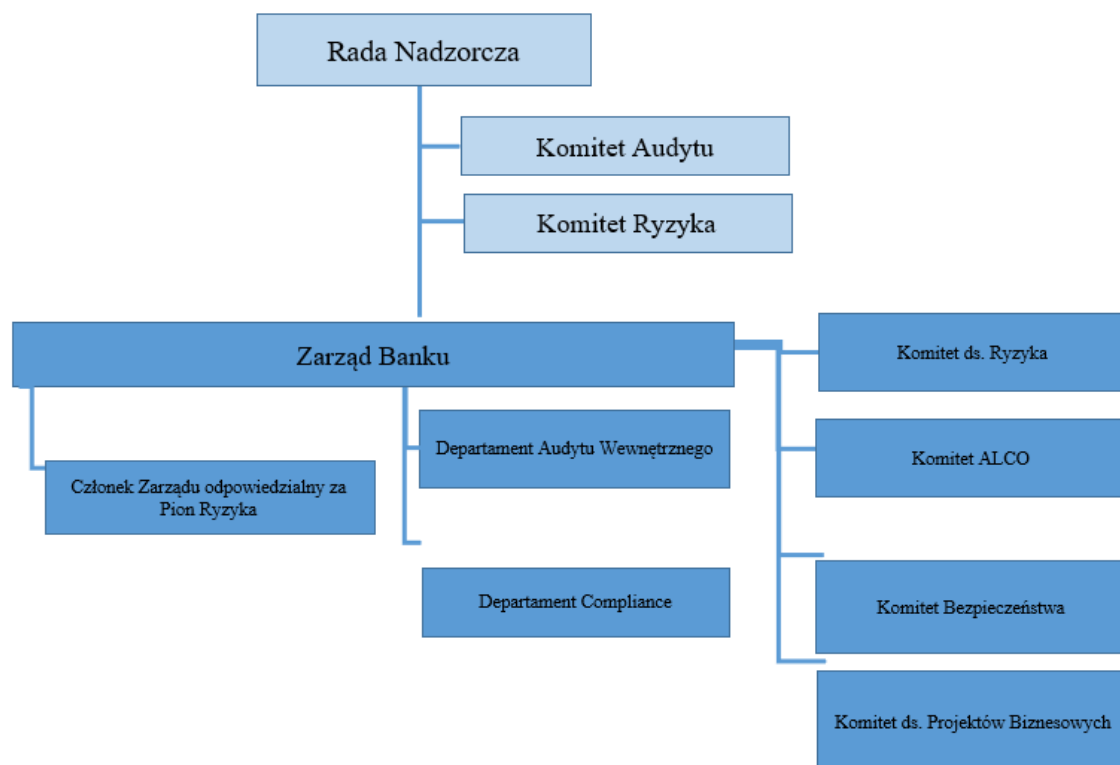 Rada Nadzorcza
Komitet Audytu
Komitet Ryzyka
Zarząd Banku
Komitet ds. Ryzyka
Departament Audytu Wewnętrznego
Komitet ALCO
Członek Zarządu odpowiedzialny za
Pion Ryzyka
Departament Compliance
Komitet Bezpieczeństwa
Komitet ds. Projektów Biznesowych